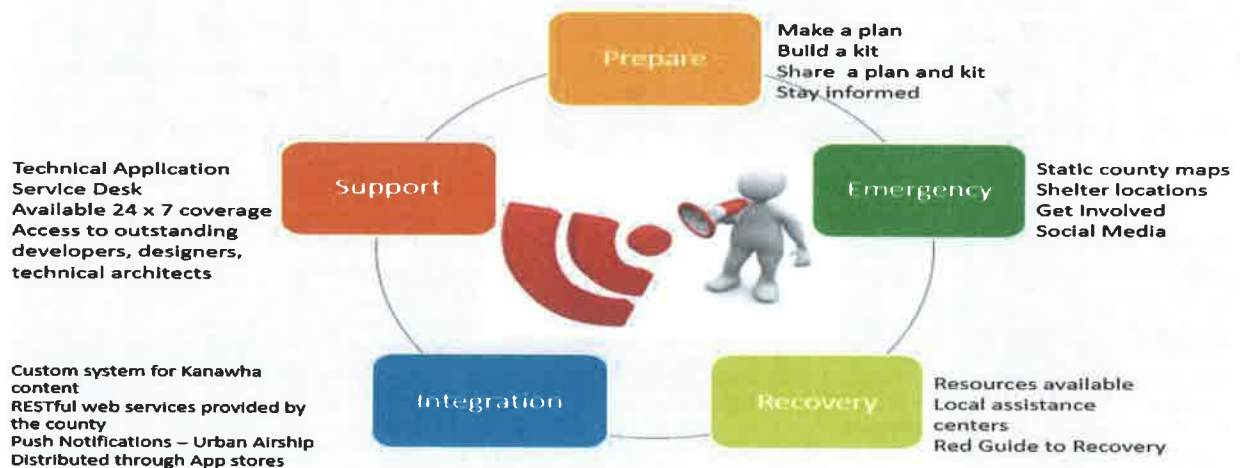 Prepare
Make a plan
Build a kit
Share a plan and kit
Stay informed
Emergency
Static county maps
Shelter locations
Get Involved
Social Media
Recovery
Resources available
Local assistance
centers
Red Guide to Recovery
Integration
Custom system for Kanawha
content
RESTful web services provided by
the county
Push Notifications – Urban Airship
Distributed through App stores
Support
Technical Application
Service Desk
Available 24 x 7 coverage
Access to outstanding
developers, designers,
technical architects